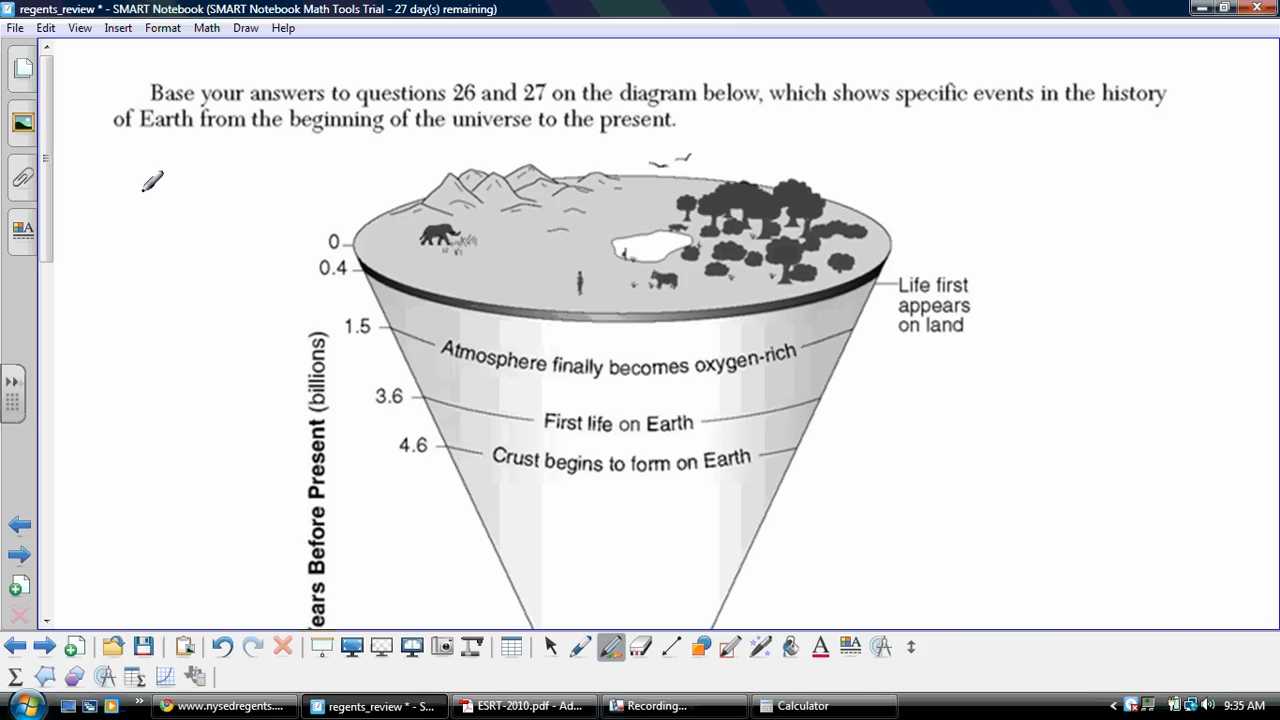 regents_review * - SMART Notebook (SMART Notebook Math Tools Trial - 27 day(s) remaining)
File Edit View Insert Format Math Draw Help
Base your answers to questions 26 and 27 on the diagram below, which shows specific events in the history
of Earth from the beginning of the universe to the present.
0
0.4
Life first
appears
on land
1.5
Atmosphere finally becomes oxygen-rich
3.6
First life on Earth
4.6
Crust begins to form on Earth
ears Before Present (billions)
www.nysedregents.... regents_review * - S... ESRT-2010.pdf - Ad... Recording... Calculator 9:35 AM